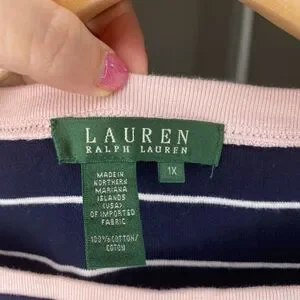 LAUREN
RALPH LAUREN
1X
MADE IN
NORTHERN
MARIANA
ISLANDS
(USA)
OF IMPORTED
FABRIC
100% COTTON/
COTON